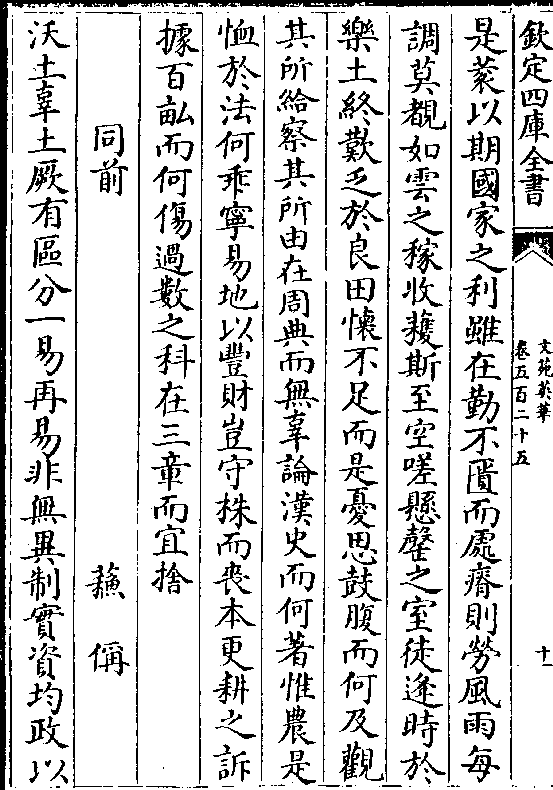 欽定四庫全書
文苑英華
卷五百二十五
十一
是蔉以期國家之利雖在勤不匱而處瘠則勞風雨每
調莫覩如雲之稼收穫斯至空嗟懸罄之室徒逢時於
樂土終歎乏於良田懷不足而是憂思鼓腹而何及觀
其所給察其所由在周典而無辜論漢史而何著惟農是
恤於法何乖寧易地以豐財豈守株而喪本更耕之訴
據百畝而何傷過數之科在三章而宜捨
同前
蘓 偁
沃土辜土厥有區分一易再易非無異制實資均政以